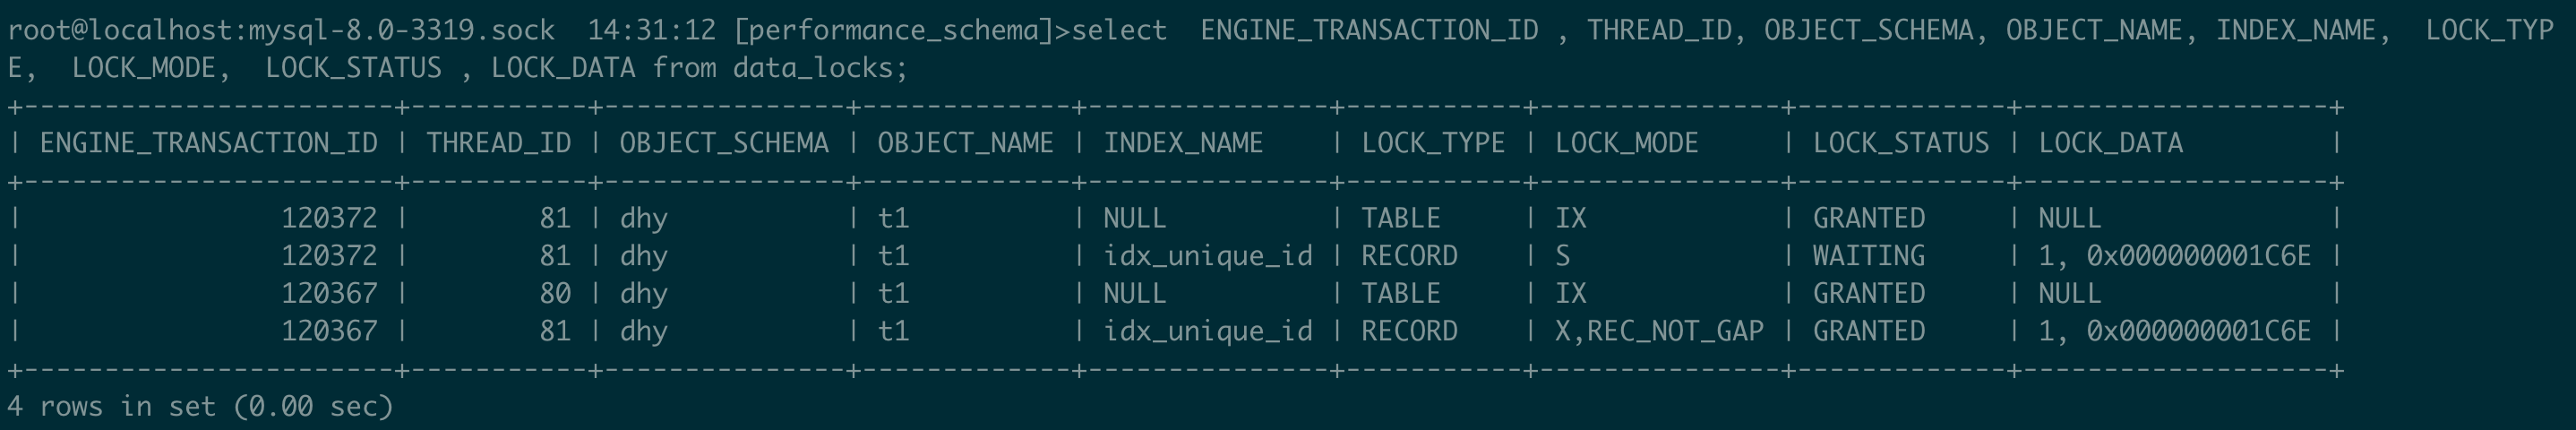 root@localhost:mysql-8.0-3319.sock  14:31:12 [performance_schema]>select  ENGINE_TRANSACTION_ID , THREAD_ID, OBJECT_SCHEMA, OBJECT_NAME, INDEX_NAME,  LOCK_TYP
E,  LOCK_MODE,  LOCK_STATUS , LOCK_DATA from data_locks;
+-----------------------+-----------+---------------+-------------+---------------+-----------+---------------+-------------+-------------------+
| ENGINE_TRANSACTION_ID | THREAD_ID | OBJECT_SCHEMA | OBJECT_NAME | INDEX_NAME    | LOCK_TYPE | LOCK_MODE     | LOCK_STATUS | LOCK_DATA         |
+-----------------------+-----------+---------------+-------------+---------------+-----------+---------------+-------------+-------------------+
|                120372 |        81 | dhy           | t1          | NULL          | TABLE     | IX            | GRANTED     | NULL              |
|                120372 |        81 | dhy           | t1          | idx_unique_id | RECORD    | S             | WAITING     | 1, 0x000000001C6E |
|                120367 |        80 | dhy           | t1          | NULL          | TABLE     | IX            | GRANTED     | NULL              |
|                120367 |        81 | dhy           | t1          | idx_unique_id | RECORD    | X,REC_NOT_GAP | GRANTED     | 1, 0x000000001C6E |
+-----------------------+-----------+---------------+-------------+---------------+-----------+---------------+-------------+-------------------+
4 rows in set (0.00 sec)